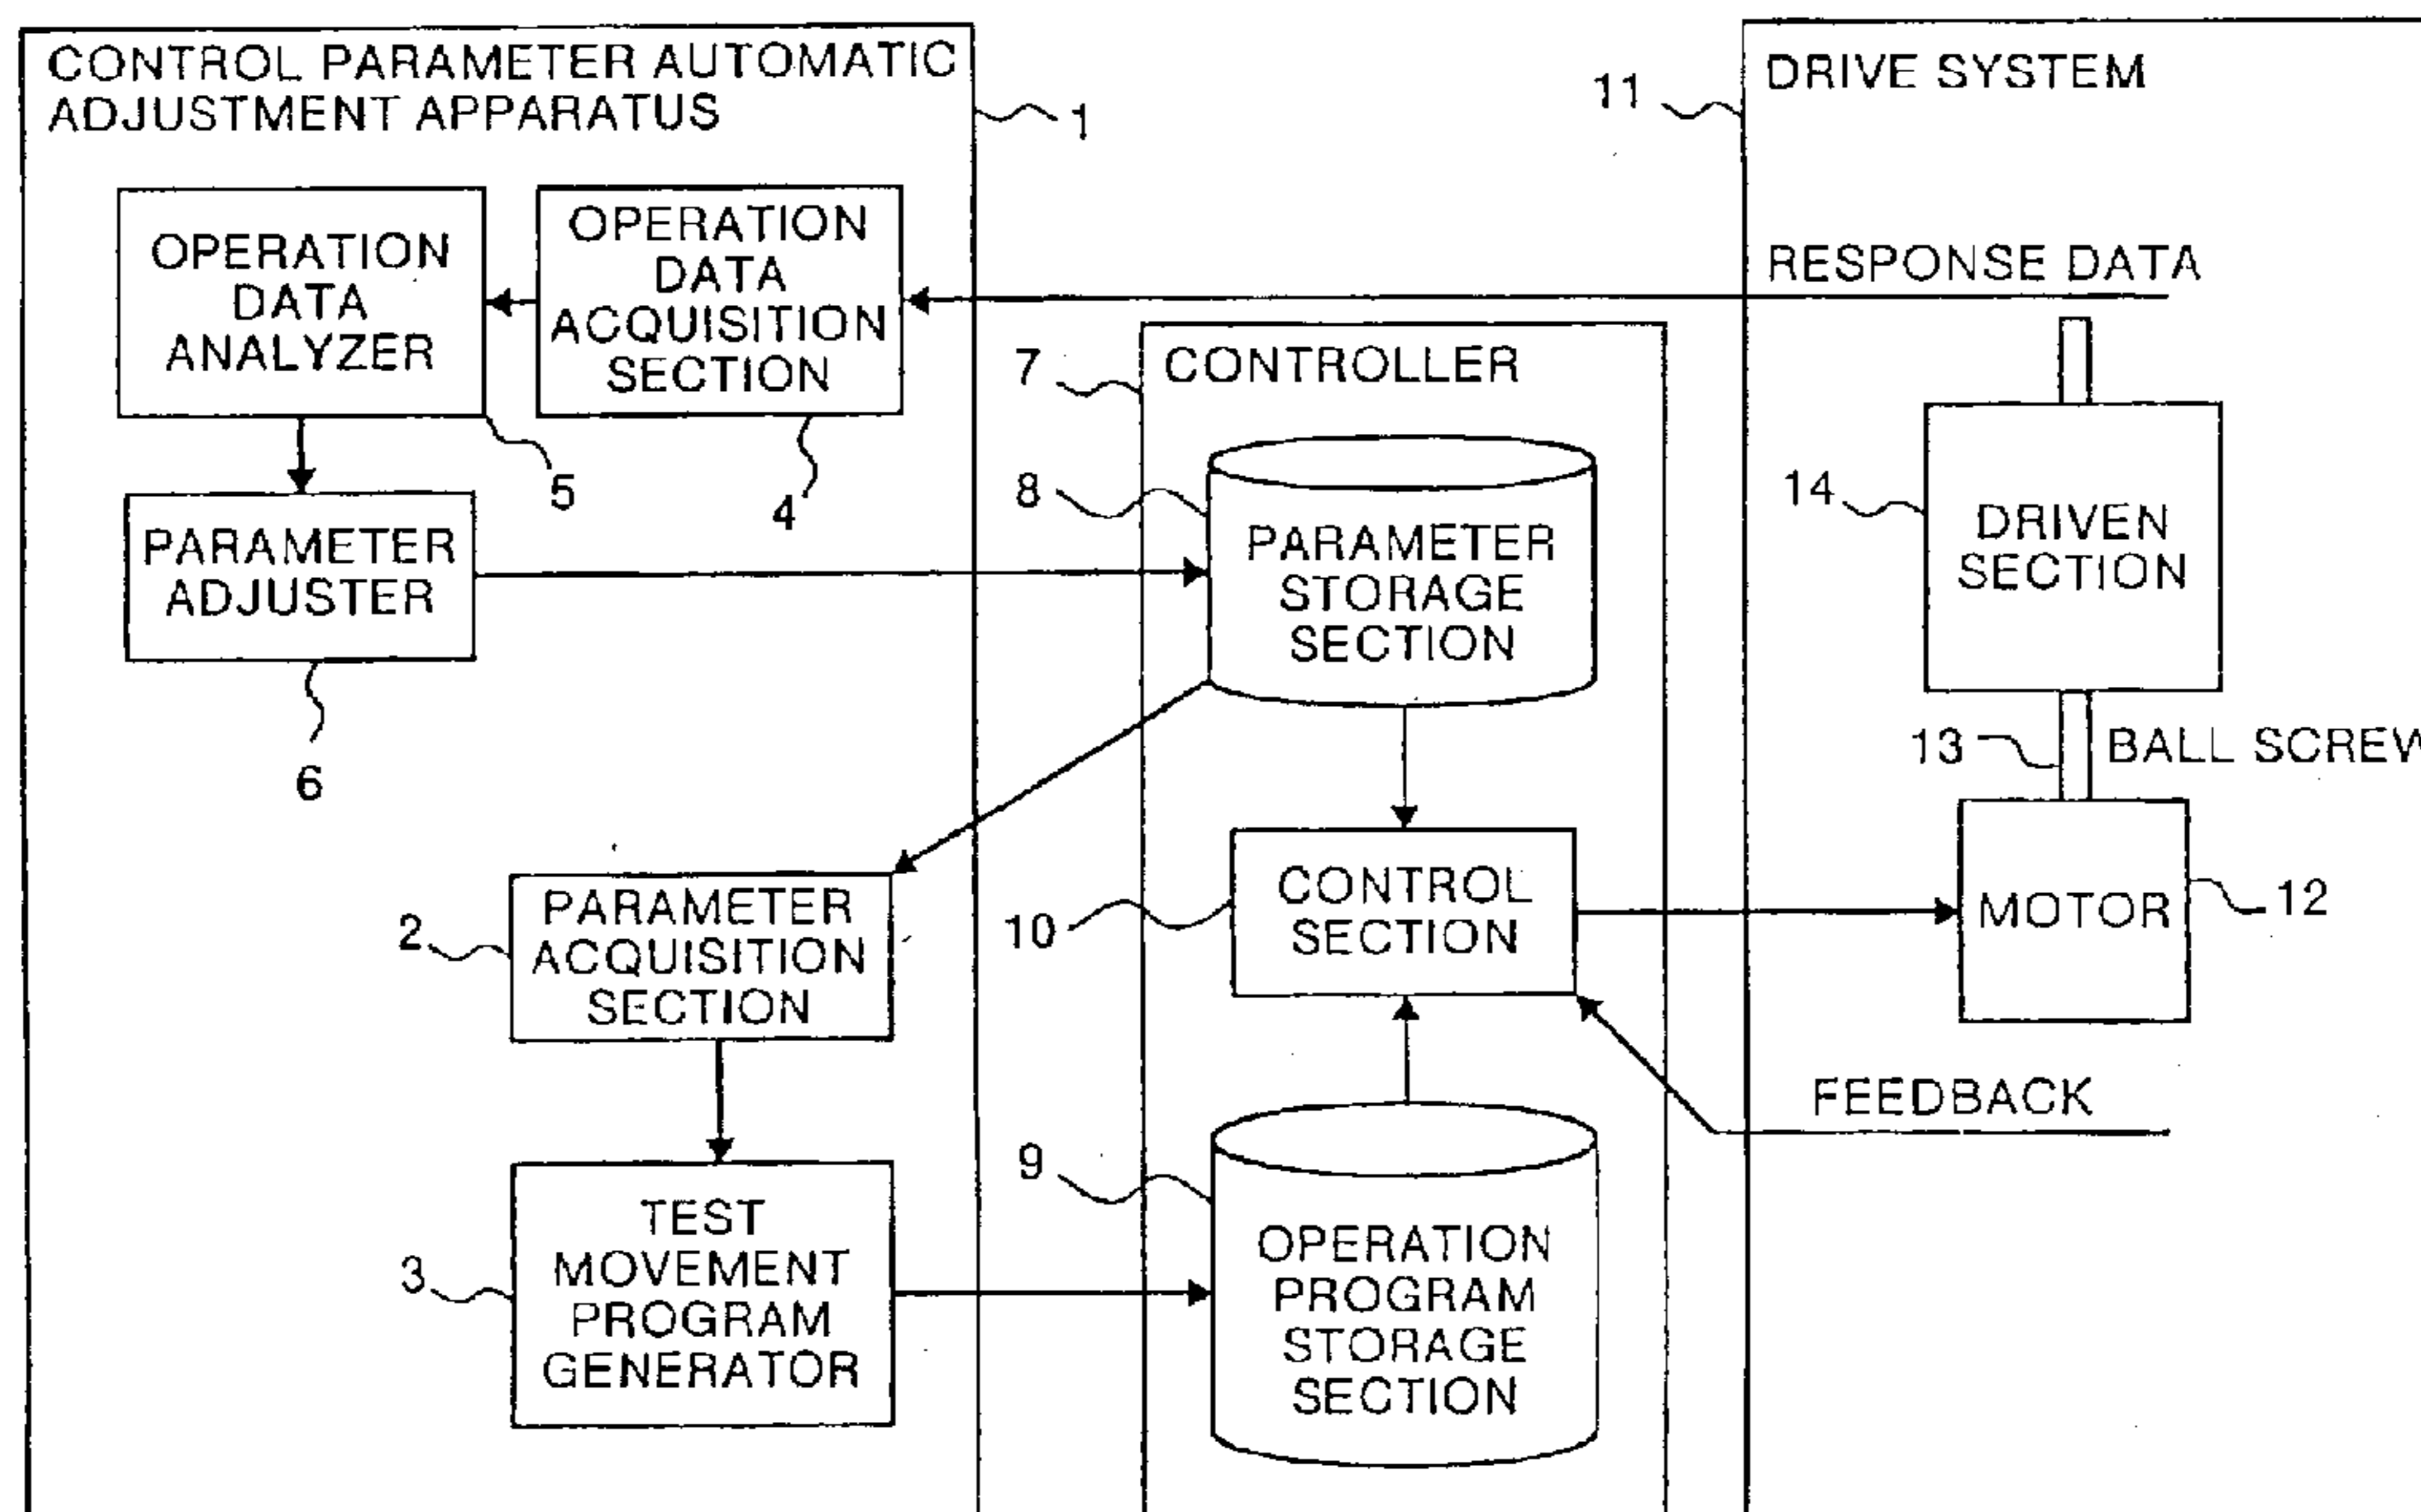 CONTROL PARAMETER AUTOMATIC
ADJUSTMENT APPARATUS
1
OPERATION
DATA
ANALYZER
5
OPERATION
DATA
ACQUISITION
SECTION
4
PARAMETER
ADJUSTER
6
PARAMETER
ACQUISITION
SECTION
2
TEST
MOVEMENT
PROGRAM
GENERATOR
3
7
CONTROLLER
8
PARAMETER
STORAGE
SECTION
10
CONTROL
SECTION
9
OPERATION
PROGRAM
STORAGE
SECTION
11
DRIVE SYSTEM
RESPONSE DATA
14
DRIVEN
SECTION
13
BALL SCREW
MOTOR
12
FEEDBACK